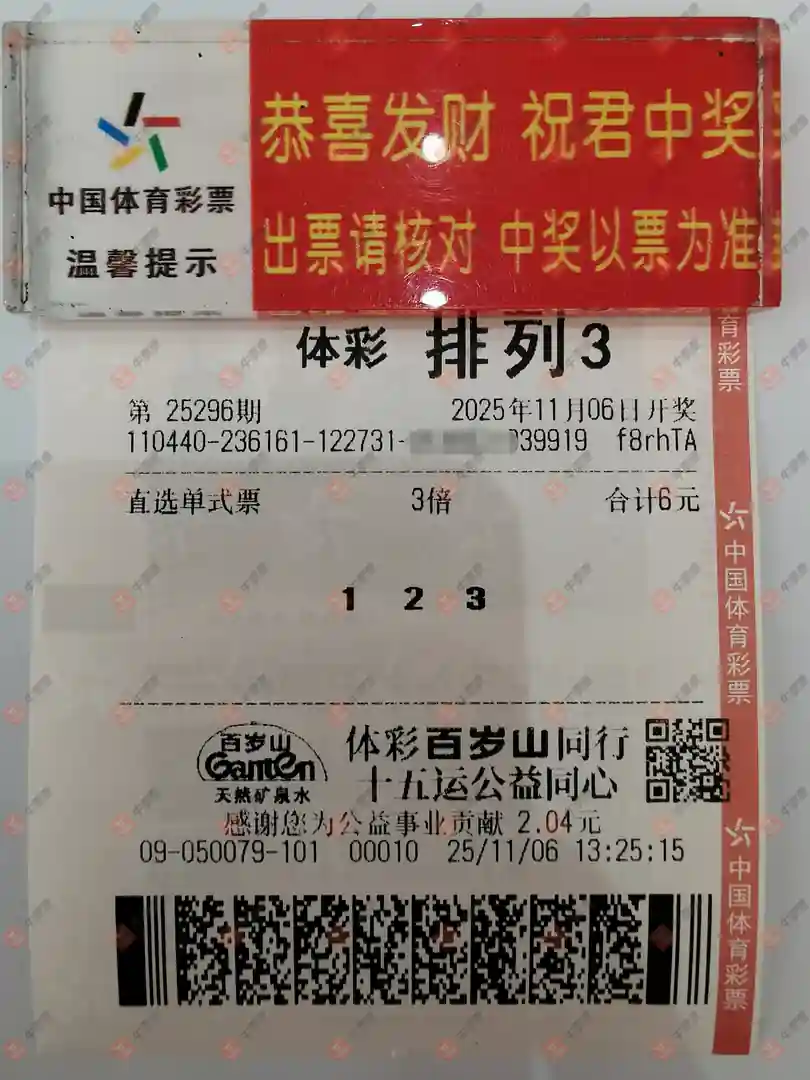 恭喜发财 祝君中奖
中国体育彩票
出票请核对 中奖以票为准
温馨提示
体彩 排列3
第 25296期 2025年11月06日开奖
110440-236161-122731- 039919 f8rhTA
直选单式票 3倍 合计6元
1 2 3
百岁山
Ganten
天然矿泉水
体彩百岁山同行
十五运公益同心
感谢您为公益事业贡献 2.04元
09-050079-101 00010 25/11/06 13:25:15
育彩票
中国体育彩票
中国体育彩票